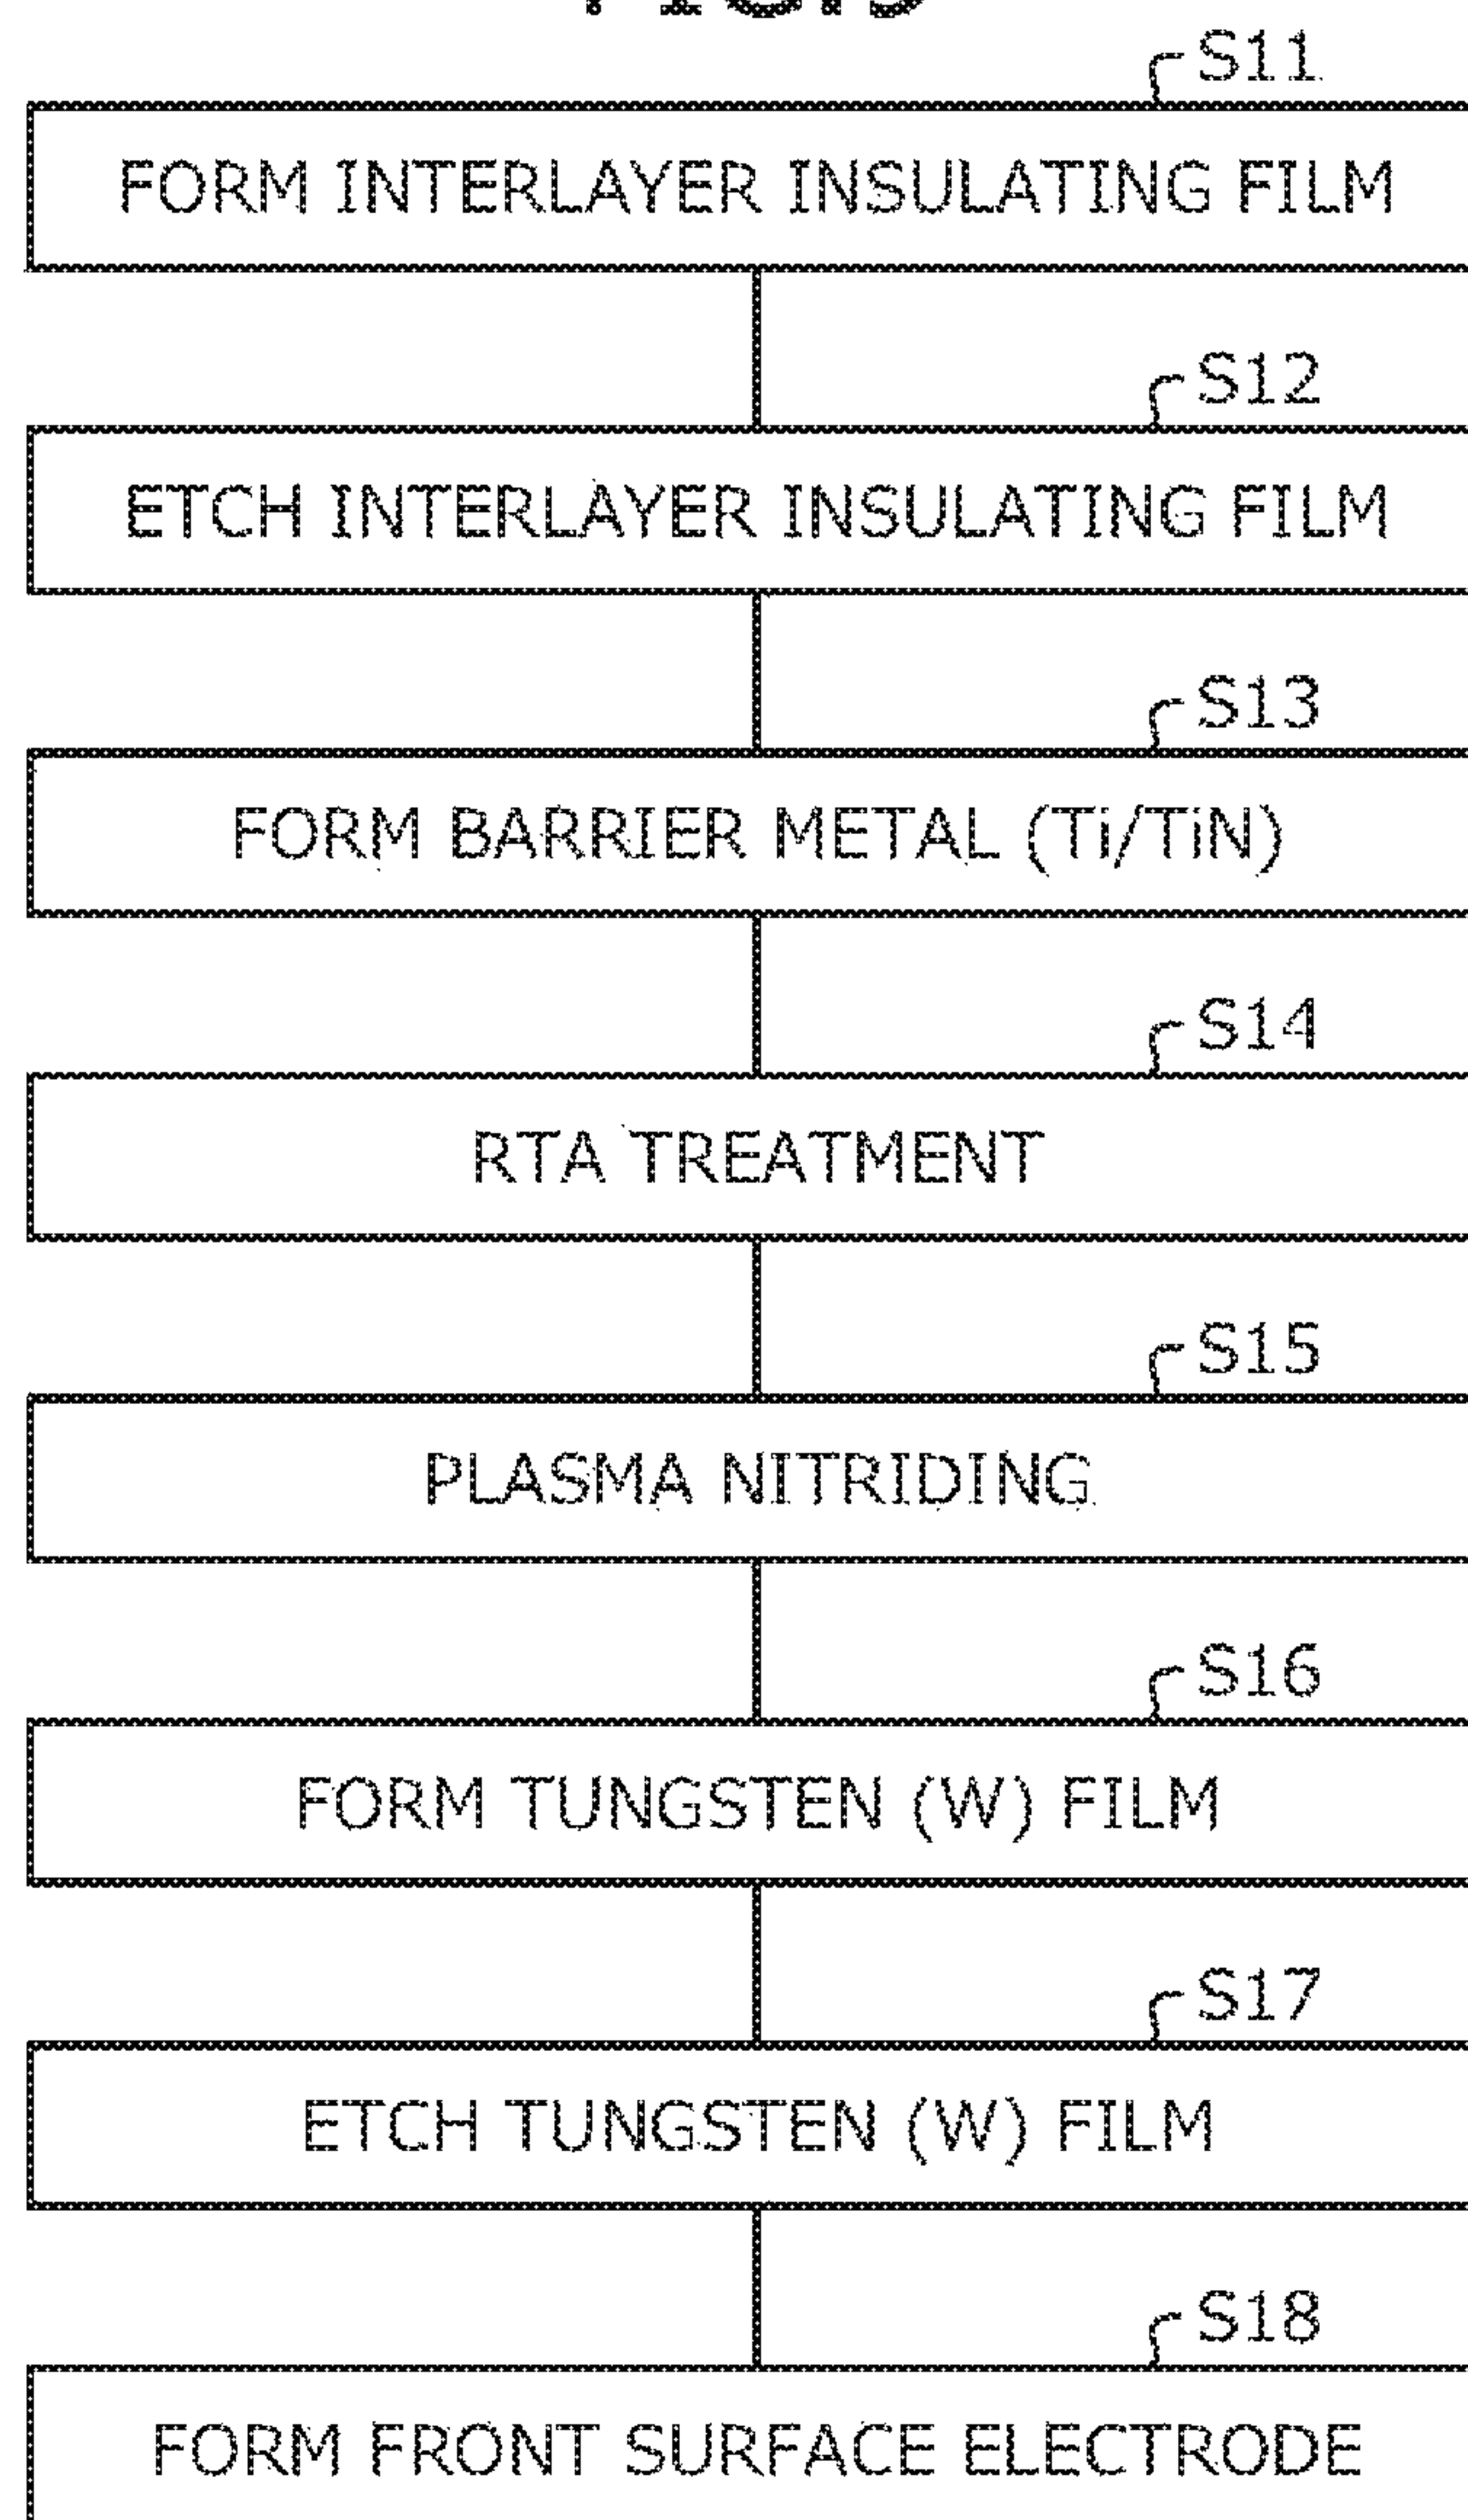 S11
FORM INTERLAYER INSULATING FILM
S12
ETCH INTERLAYER INSULATING FILM
S13
FORM BARRIER METAL (Ti/TiN)
S14
RTA TREATMENT
S15
PLASMA NITRIDING
S16
FORM TUNGSTEN (W) FILM
S17
ETCH TUNGSTEN (W) FILM
S18
FORM FRONT SURFACE ELECTRODE